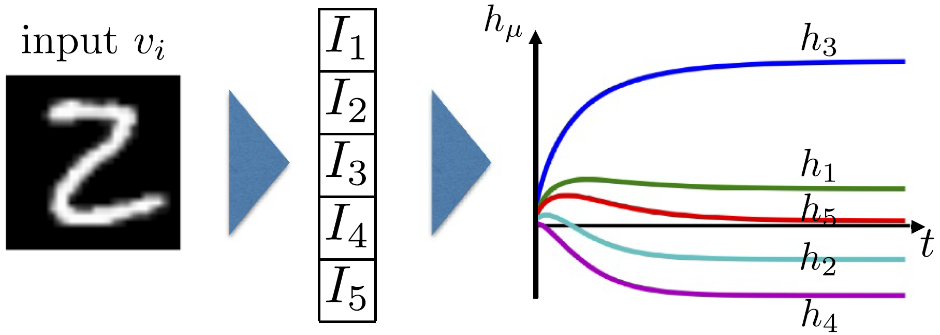 input v_i
I_1
I_2
I_3
I_4
I_5
h_μ
h_3
h_1
h_5
h_2
h_4
t